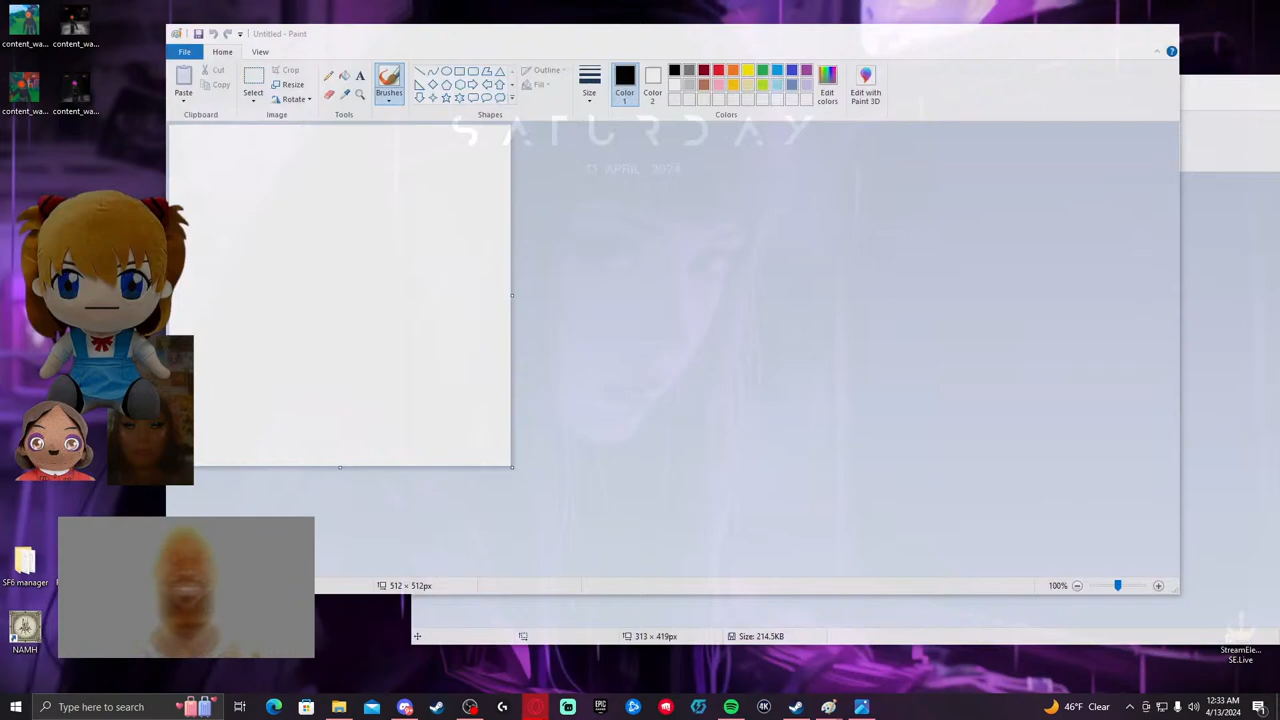 content_wa... content_wa...
content_wa... content_wa...
Untitled - Paint
File Home View
Paste Cut Copy
Clipboard
Select Crop Resize Rotate
Image
A
Tools
Brushes
Outline
Fill
Shapes
Size
Color 1
Color 2
Edit colors
Edit with Paint 3D
Colors
SATURDAY
13 APRIL 2024
512 × 512px
100%
313 × 419px
Size: 214.5KB
SF6 manager
NAMH
StreamEle...
SE.Live
Type here to search
EPIC GAMES
4K
46°F Clear
12:33 AM
4/13/2024